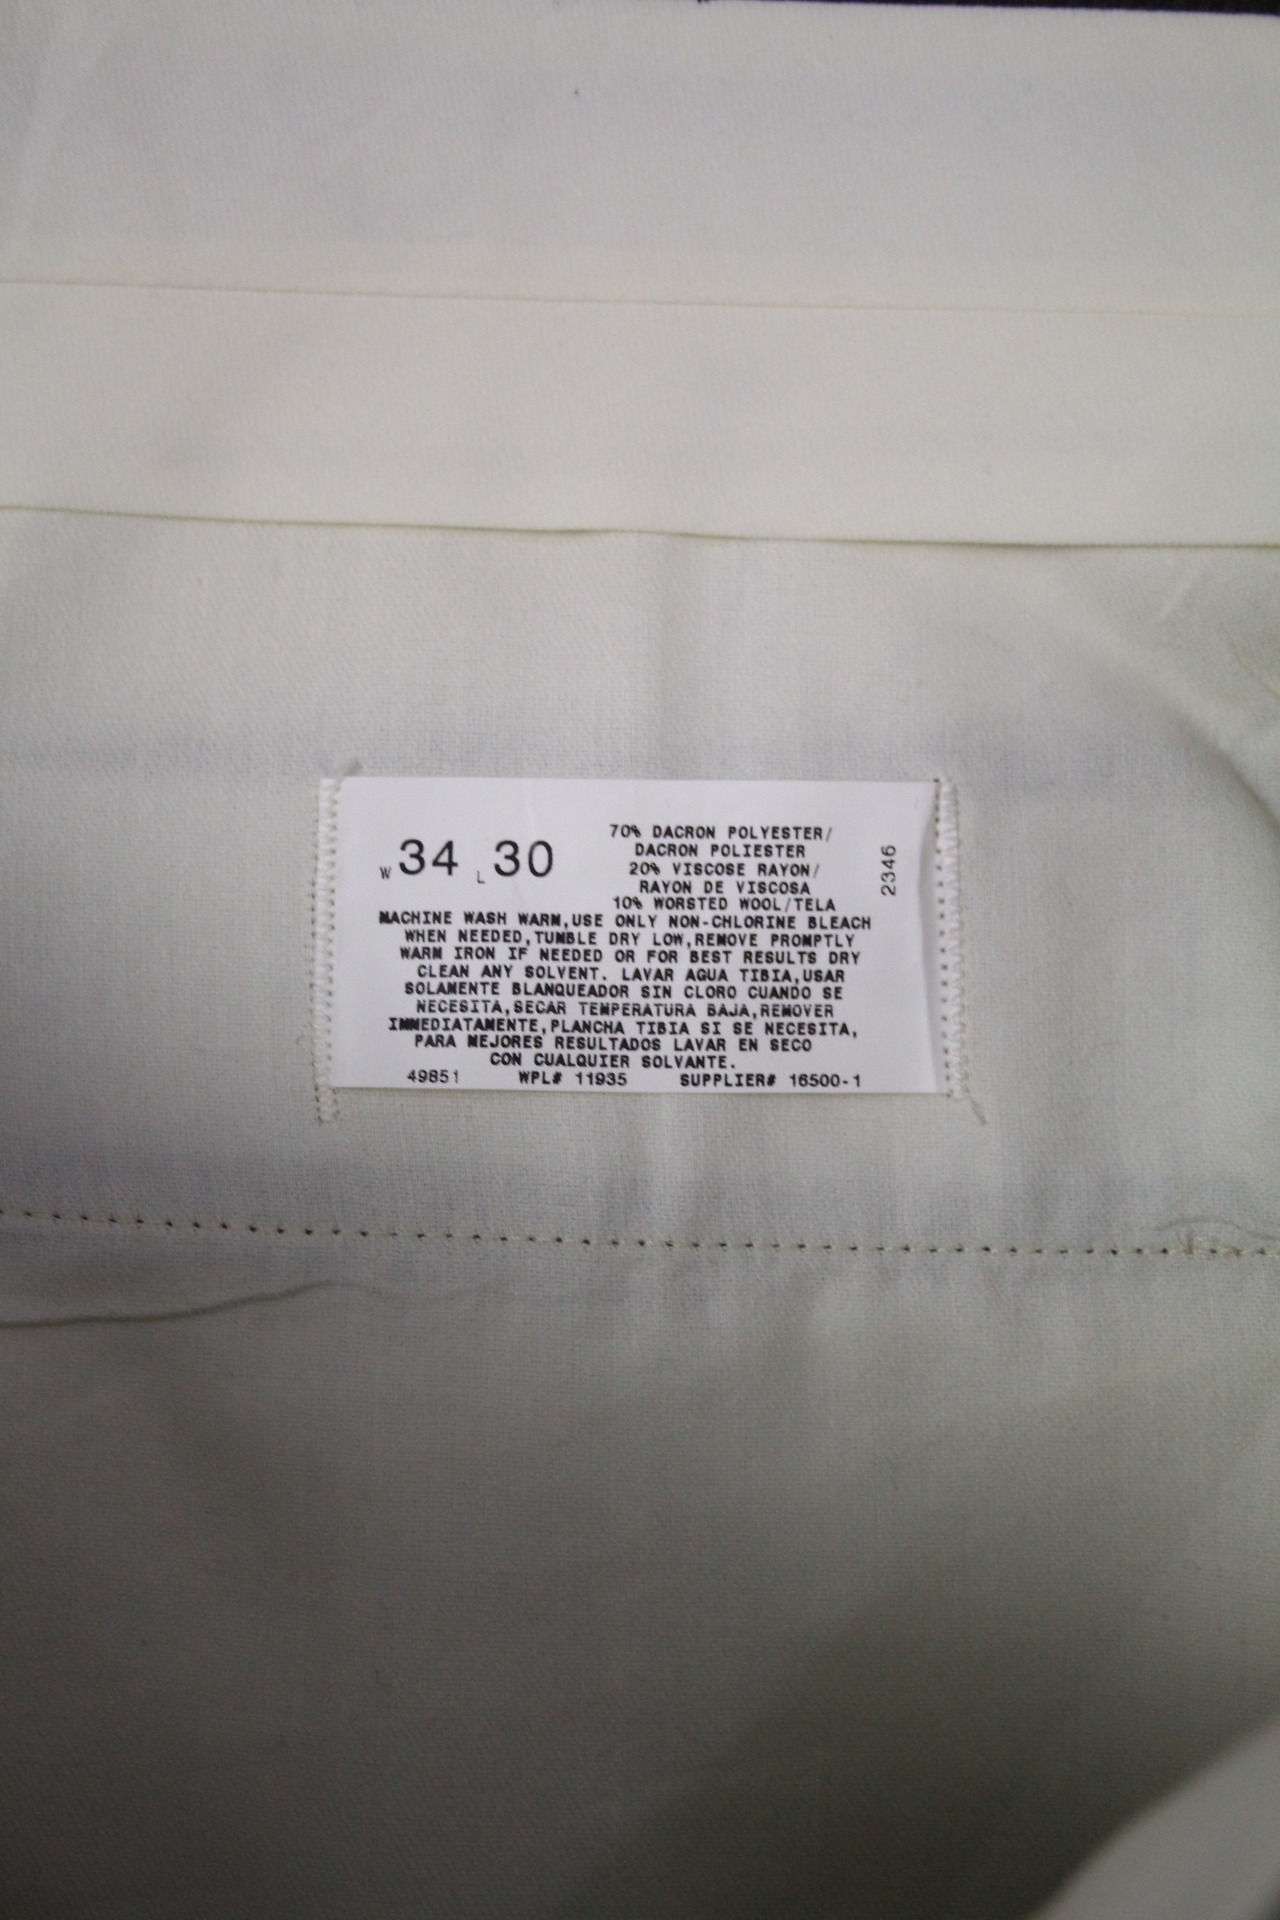 W 34 L 30
70% DACRON POLYESTER/
DACRON POLIESTER
20% VISCOSE RAYON/
RAYON DE VISCOSA
10% WORSTED WOOL/TELA
2346
MACHINE WASH WARM,USE ONLY NON-CHLORINE BLEACH
WHEN NEEDED,TUMBLE DRY LOW,REMOVE PROMPTLY
WARM IRON IF NEEDED OR FOR BEST RESULTS DRY
CLEAN ANY SOLVENT. LAVAR AGUA TIBIA,USAR
SOLAMENTE BLANQUEADOR SIN CLORO CUANDO SE
NECESITA,SECAR TEMPERATURA BAJA,REMOVER
IMMEDIATAMENTE,PLANCHA TIBIA SI SE NECESITA,
PARA MEJORES RESULTADOS LAVAR EN SECO
CON CUALQUIER SOLVANTE.
49851 WPL# 11935 SUPPLIER# 16500-1